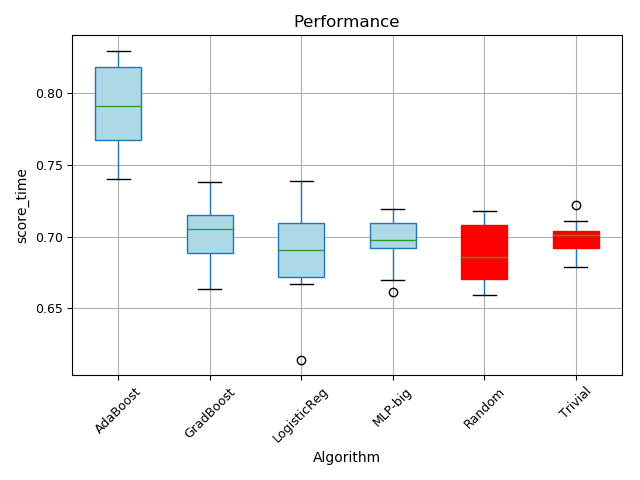 Performance
score_time
0.80
0.75
0.70
0.65
AdaBoost
GradBoost
LogisticReg
MLP-big
Random
Trivial
Algorithm